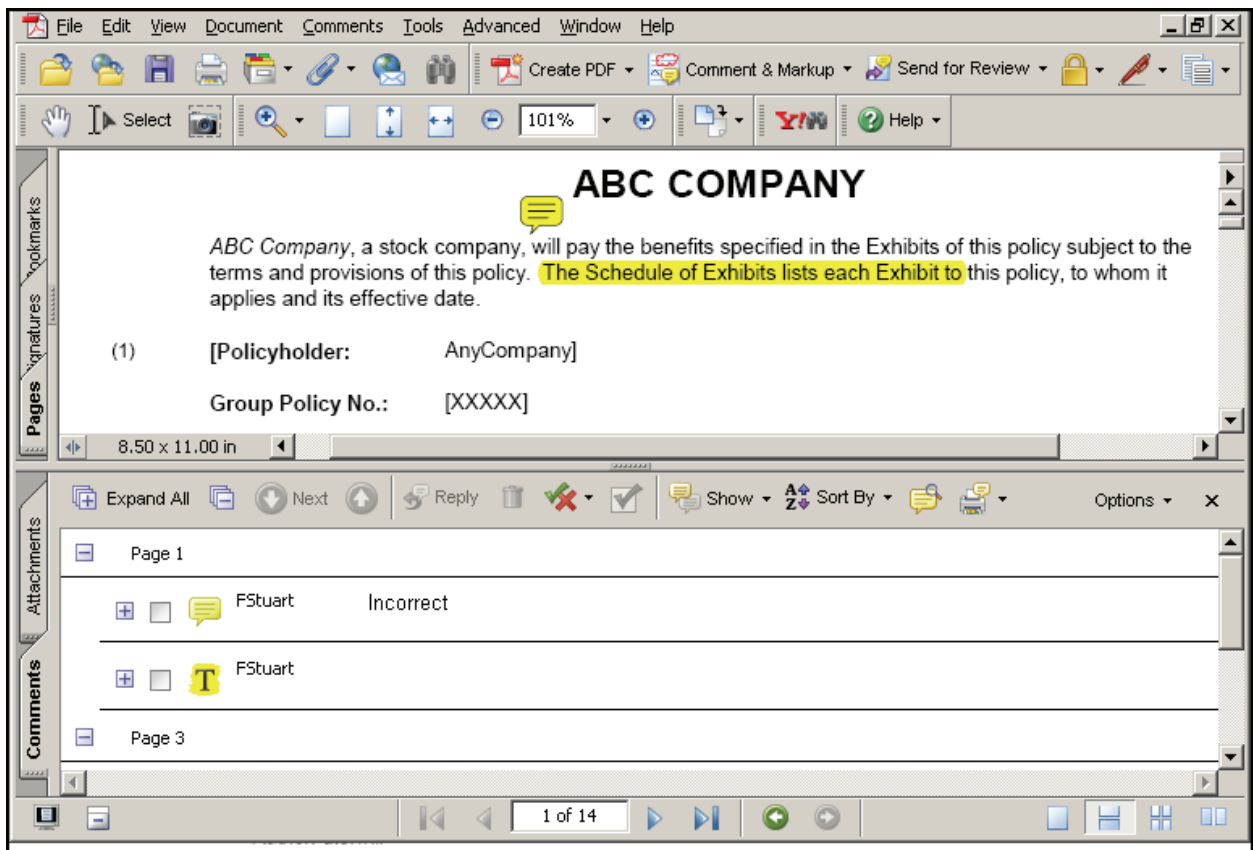 File Edit View Document Comments Tools Advanced Window Help
Create PDF Comment & Markup Send for Review
Select 101% Y! Help
ABC COMPANY
ABC Company, a stock company, will pay the benefits specified in the Exhibits of this policy subject to the
terms and provisions of this policy. The Schedule of Exhibits lists each Exhibit to this policy, to whom it
applies and its effective date.
(1) [Policyholder: AnyCompany]
Group Policy No.: [XXXXX]
Pages
8.50 x 11.00 in
Expand All Next Reply Show A Z Sort By Options
Attachments
Comments
Page 1
FStuart Incorrect
T FStuart
Page 3
1 of 14